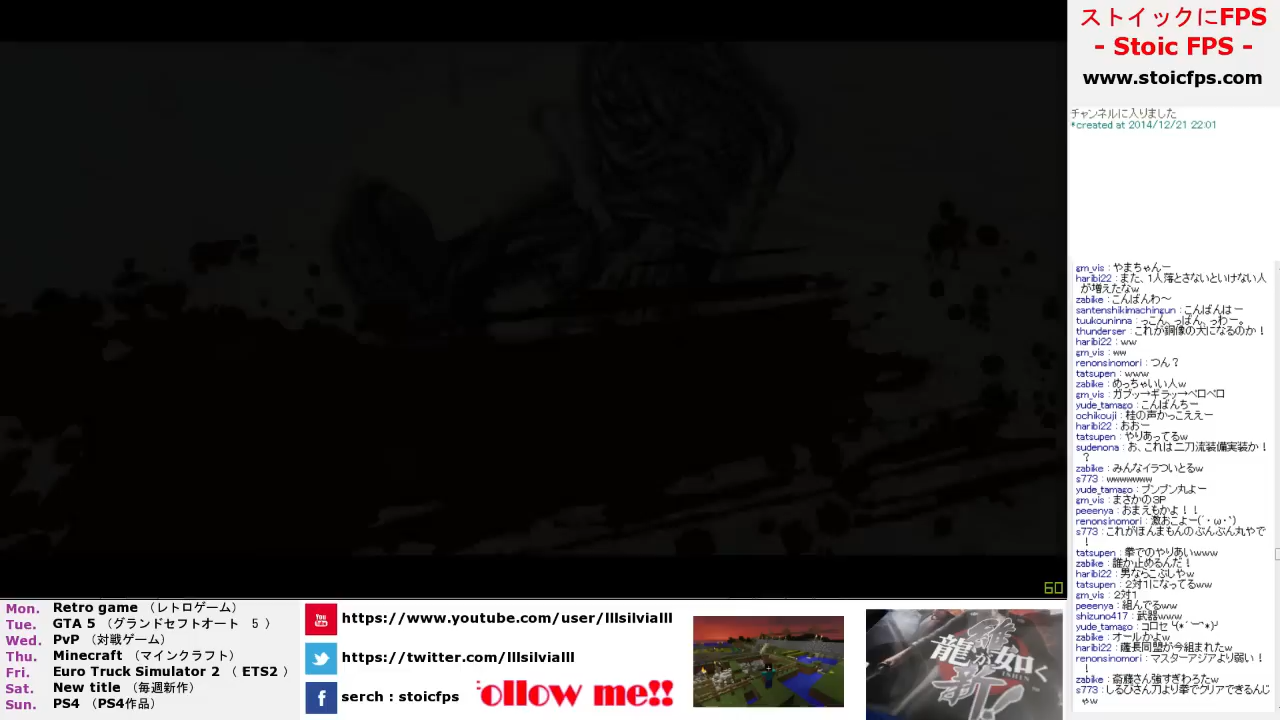 ストイックにFPS
- Stoic FPS -
www.stoicfps.com
チャンネルに入りました
*created at 2014/12/21 22:01
gm_vis : やまちゃんー
haribi22 : また、1人落とさないといけない人
が増えたなw
zabike : こんばんわ～
santenshikimachingun : こんばんはー
tuukouninna : っこん、っばん、っわー。
thunderser : これが銅像の犬になるのか！
haribi22 : ww
gm_vis : ww
renonsinomori : つん？
tatsupen : www
zabike : めっちゃいい人w
gm_vis : ガブッ→ギラッ→ペロペロ
yude_tamago : こんばんちー
ochikouji : 桂の声かっこええー
haribi22 : おおー
tatsupen : やりあってるw
sudenona : お、これは二刀流装備実装か！
？
zabike : みんなイラついとるw
s773 : wwwwwww
yude_tamago : ブンブン丸よー
gm_vis : まさかの3P
peeenya : おまえもかよ！！
renonsinomori : 激おこよー(´・ω・`)
s773 : これがほんまもんのぶんぶん丸やで
！
tatsupen : 拳でのやりあいwww
zabike : 誰か止めるんだ！
haribi22 : 男ならこぶしやw
tatsupen : 2対1になってるww
gm_vis : 2対1
peeenya : 組んでるww
shizuno417 : 武器www
zabike : オールかよw
haribi22 : 薩長同盟が今組まれたw
renonsinomori : マスターアジアより弱い！
！
zabike : 斎藤さん強すぎわろたw
s773 : しるびさん刀より拳でクリアできるんじ
ゃw
60
Mon. Retro game （レトロゲーム）
Tue. GTA 5 （グランドセフトオート 5 ）
Wed. PvP （対戦ゲーム）
Thu. Minecraft （マインクラフト）
Fri. Euro Truck Simulator 2 （ ETS2 ）
Sat. New title （毎週新作）
Sun. PS4 （PS4作品）
You
Tube
https://www.youtube.com/user/lllsilvialll
https://twitter.com/lllsilvialll
serch : stoicfps
ollow me!!
龍が如く
維新
ISHIN